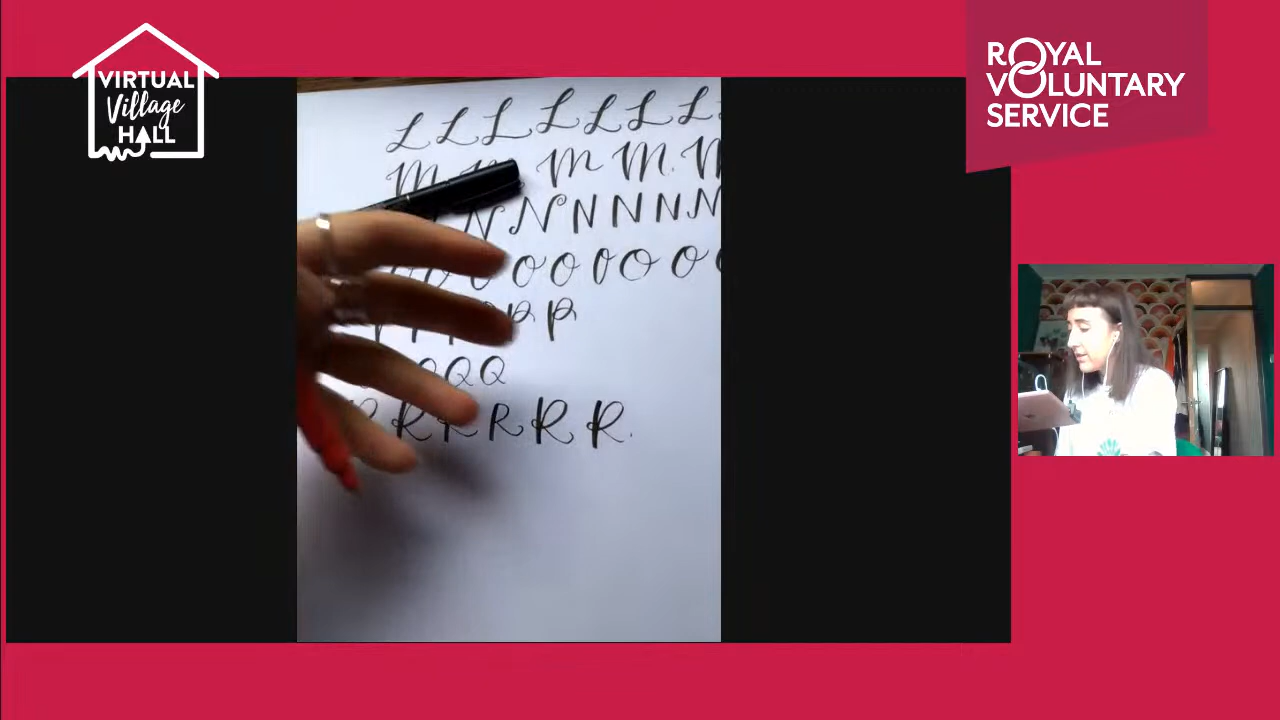 VIRTUAL
Village
HALL
ROYAL
VOLUNTARY
SERVICE
L L L L L L L
M M M M
N N N N N N N
O O O O O O
P P
Q Q Q
R R R R R R